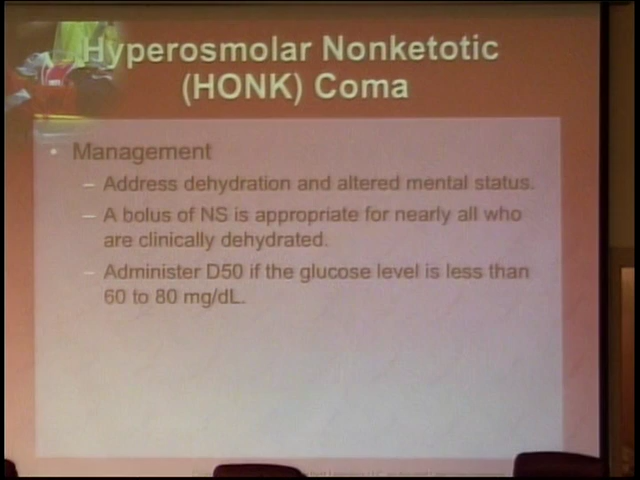 Hyperosmolar Nonketotic
(HONK) Coma
• Management
– Address dehydration and altered mental status.
– A bolus of NS is appropriate for nearly all who
are clinically dehydrated.
– Administer D50 if the glucose level is less than
60 to 80 mg/dL.